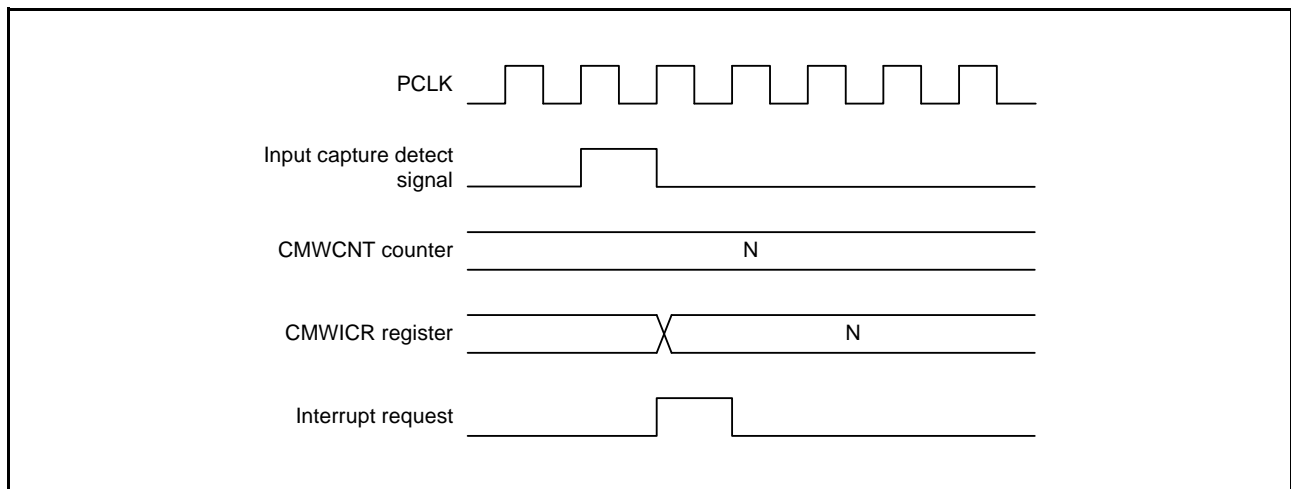 PCLK
Input capture detect
signal
CMWCNT counter
N
CMWICR register
N
Interrupt request